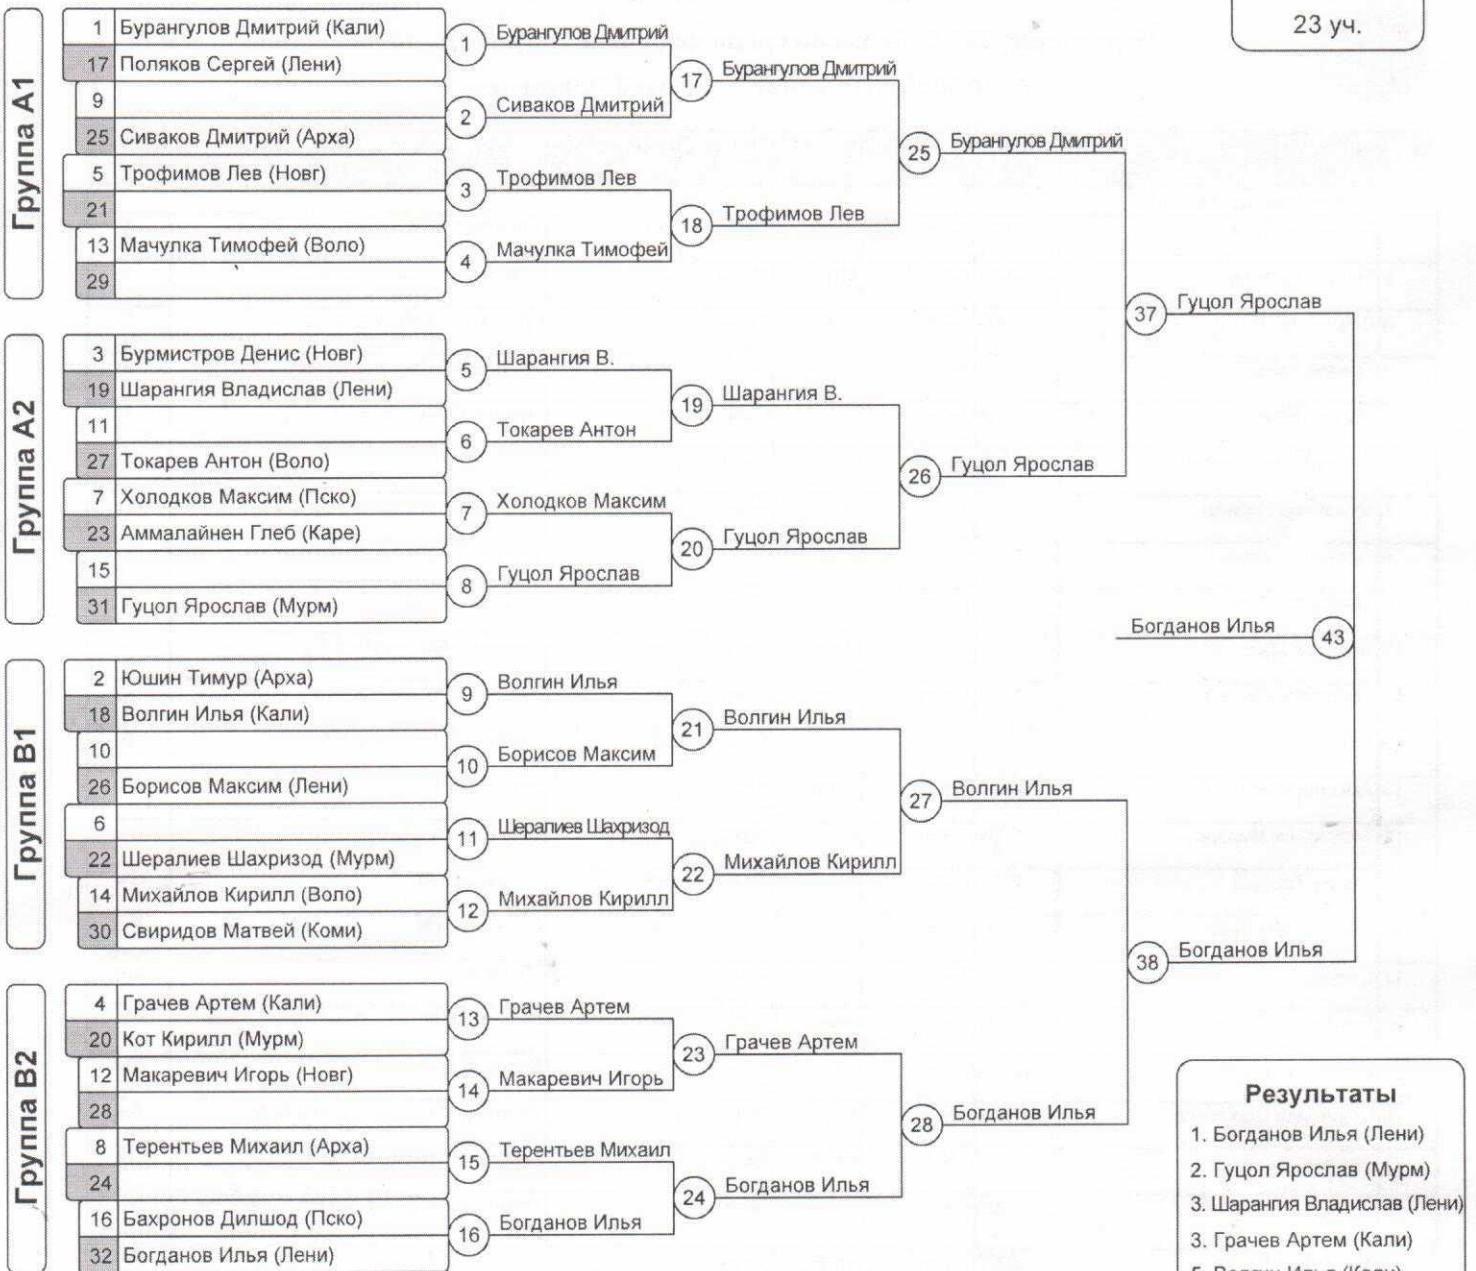 23 уч.
Группа A1
1 Бурангулов Дмитрий (Кали)
17 Поляков Сергей (Лени)
9
25 Сиваков Дмитрий (Арха)
5 Трофимов Лев (Новг)
21
13 Мачулка Тимофей (Воло)
29
1 Бурангулов Дмитрий
2 Сиваков Дмитрий
3 Трофимов Лев
4 Мачулка Тимофей
17 Бурангулов Дмитрий
18 Трофимов Лев
25 Бурангулов Дмитрий
Группа A2
3 Бурмистров Денис (Новг)
19 Шарангия Владислав (Лени)
11
27 Токарев Антон (Воло)
7 Холодков Максим (Пско)
23 Аммалайнен Глеб (Каре)
15
31 Гуцол Ярослав (Мурм)
5 Шарангия В.
6 Токарев Антон
7 Холодков Максим
8 Гуцол Ярослав
19 Шарангия В.
20 Гуцол Ярослав
26 Гуцол Ярослав
37 Гуцол Ярослав
Богданов Илья 43
Группа B1
2 Юшин Тимур (Арха)
18 Волгин Илья (Кали)
10
26 Борисов Максим (Лени)
6
22 Шералиев Шахризод (Мурм)
14 Михайлов Кирилл (Воло)
30 Свиридов Матвей (Коми)
9 Волгин Илья
10 Борисов Максим
11 Шералиев Шахризод
12 Михайлов Кирилл
21 Волгин Илья
22 Михайлов Кирилл
27 Волгин Илья
38 Богданов Илья
Группа B2
4 Грачев Артем (Кали)
20 Кот Кирилл (Мурм)
12 Макаревич Игорь (Новг)
28
8 Терентьев Михаил (Арха)
24
16 Бахронов Дилшод (Пско)
32 Богданов Илья (Лени)
13 Грачев Артем
14 Макаревич Игорь
15 Терентьев Михаил
16 Богданов Илья
23 Грачев Артем
24 Богданов Илья
28 Богданов Илья
Результаты
1. Богданов Илья (Лени)
2. Гуцол Ярослав (Мурм)
3. Шарангия Владислав (Лени)
3. Грачев Артем (Кали)
5. Волгин Илья (Кали)